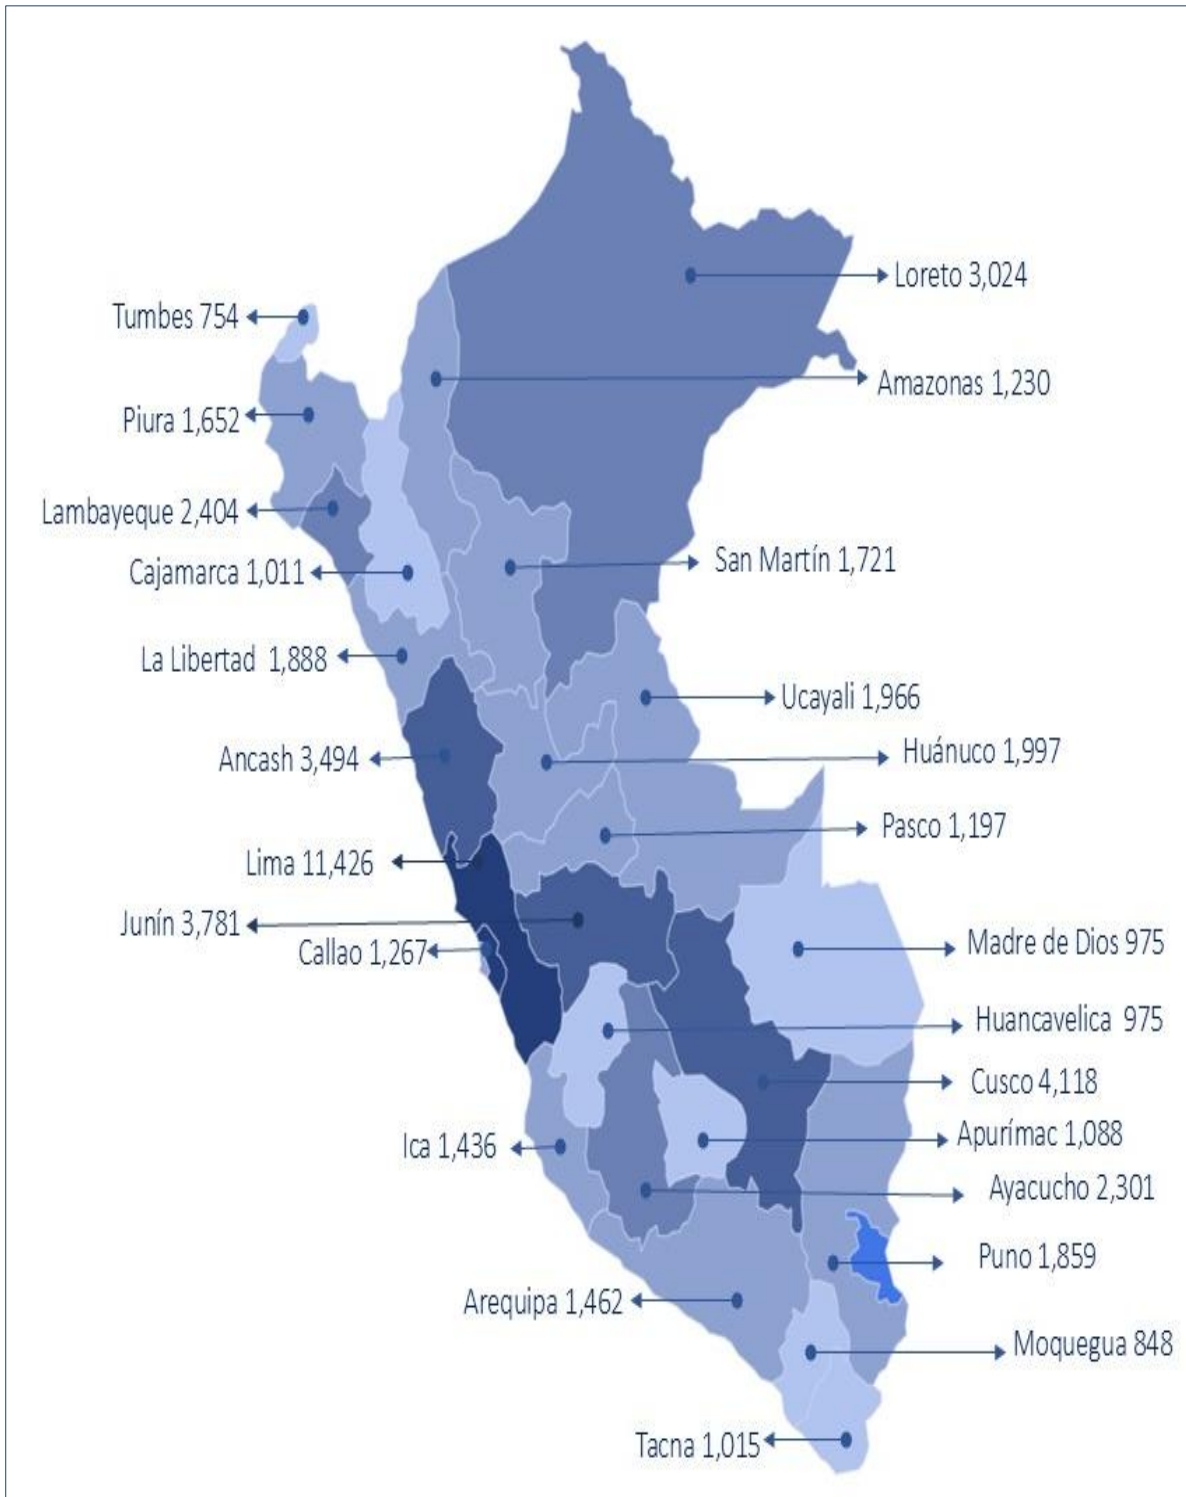 Loreto 3,024
Tumbes 754
Amazonas 1,230
Piura 1,652
Lambayeque 2,404
San Martín 1,721
Cajamarca 1,011
La Libertad 1,888
Ucayali 1,966
Huánuco 1,997
Ancash 3,494
Pasco 1,197
Lima 11,426
Junín 3,781
Madre de Dios 975
Callao 1,267
Huancavelica 975
Cusco 4,118
Apurímac 1,088
Ica 1,436
Ayacucho 2,301
Puno 1,859
Arequipa 1,462
Moquegua 848
Tacna 1,015